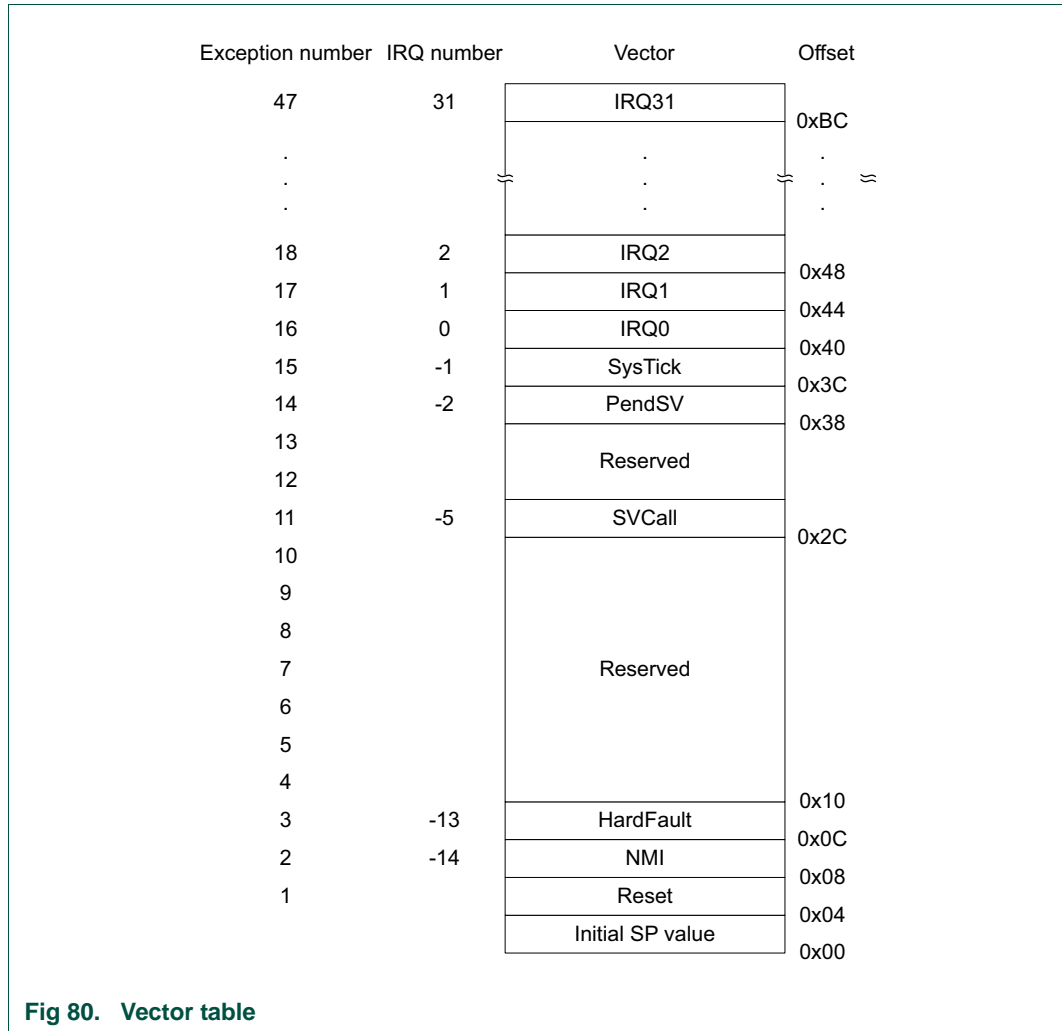 Exception number IRQ number Vector Offset
47 31 IRQ31
0xBC
. . .
. . .
. . .
18 2 IRQ2
0x48
17 1 IRQ1
0x44
16 0 IRQ0
0x40
15 -1 SysTick
0x3C
14 -2 PendSV
0x38
13
Reserved
12
11 -5 SVCall
0x2C
10
9
8
7 Reserved
6
5
4
0x10
3 -13 HardFault
0x0C
2 -14 NMI
0x08
1 Reset
0x04
Initial SP value
0x00
Fig 80. Vector table